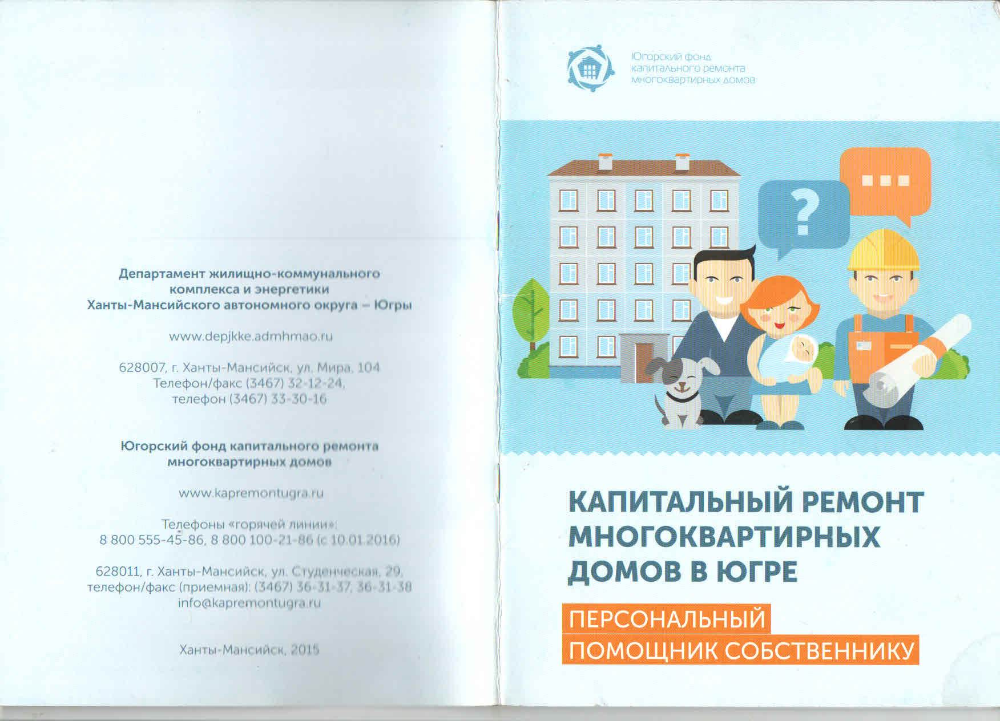 Департамент жилищно-коммунального
комплекса и энергетики
Ханты-Мансийского автономного округа – Югры
www.depjkke.admhmao.ru
628007, г. Ханты-Мансийск, ул. Мира, 104
Телефон/факс (3467) 32-12-24,
телефон (3467) 33-30-16
Югорский фонд капитального ремонта
многоквартирных домов
www.kapremontugra.ru
Телефоны «горячей линии»:
8 800 555-45-86, 8 800 100-21-86 (с 10.01.2016)
628011, г. Ханты-Мансийск, ул. Студенческая, 29,
телефон/факс (приемная): (3467) 36-31-37, 36-31-38
info@kapremontugra.ru
Ханты-Мансийск, 2015
Югорский фонд
капитального ремонта
многоквартирных домов
?
...
КАПИТАЛЬНЫЙ РЕМОНТ
МНОГОКВАРТИРНЫХ
ДОМОВ В ЮГРЕ
ПЕРСОНАЛЬНЫЙ
ПОМОЩНИК СОБСТВЕННИКУ